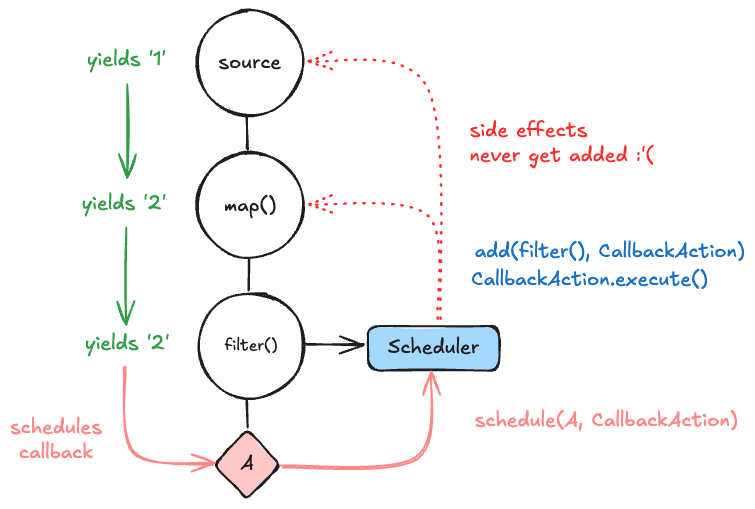 yields '1'
source
side effects
never get added :'(
yields '2'
map()
add(filter(), CallbackAction)
CallbackAction.execute()
yields '2'
filter()
Scheduler
schedules
callback
A
schedule(A, CallbackAction)